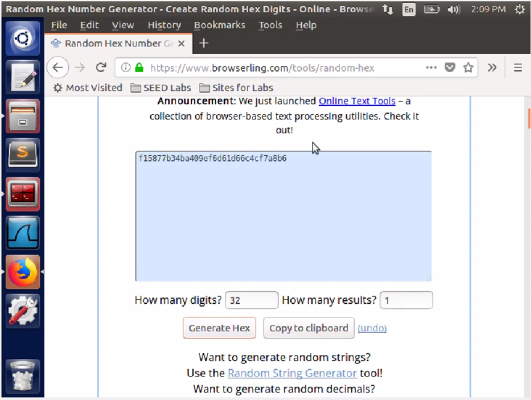 Random Hex Number Generator - Create Random Hex Digits - Online - Browse
En
2:09 PM
File Edit View History Bookmarks Tools Help
Random Hex Number Ge
https://www.browserling.com/tools/random-hex
Most Visited SEED Labs Sites for Labs
Announcement: We just launched Online Text Tools – a
collection of browser-based text processing utilities. Check it
out!
f15877b34ba409ef6d61d66c4cf7a8b6
How many digits? 32 How many results? 1
Generate Hex Copy to clipboard (undo)
Want to generate random strings?
Use the Random String Generator tool!
Want to generate random decimals?